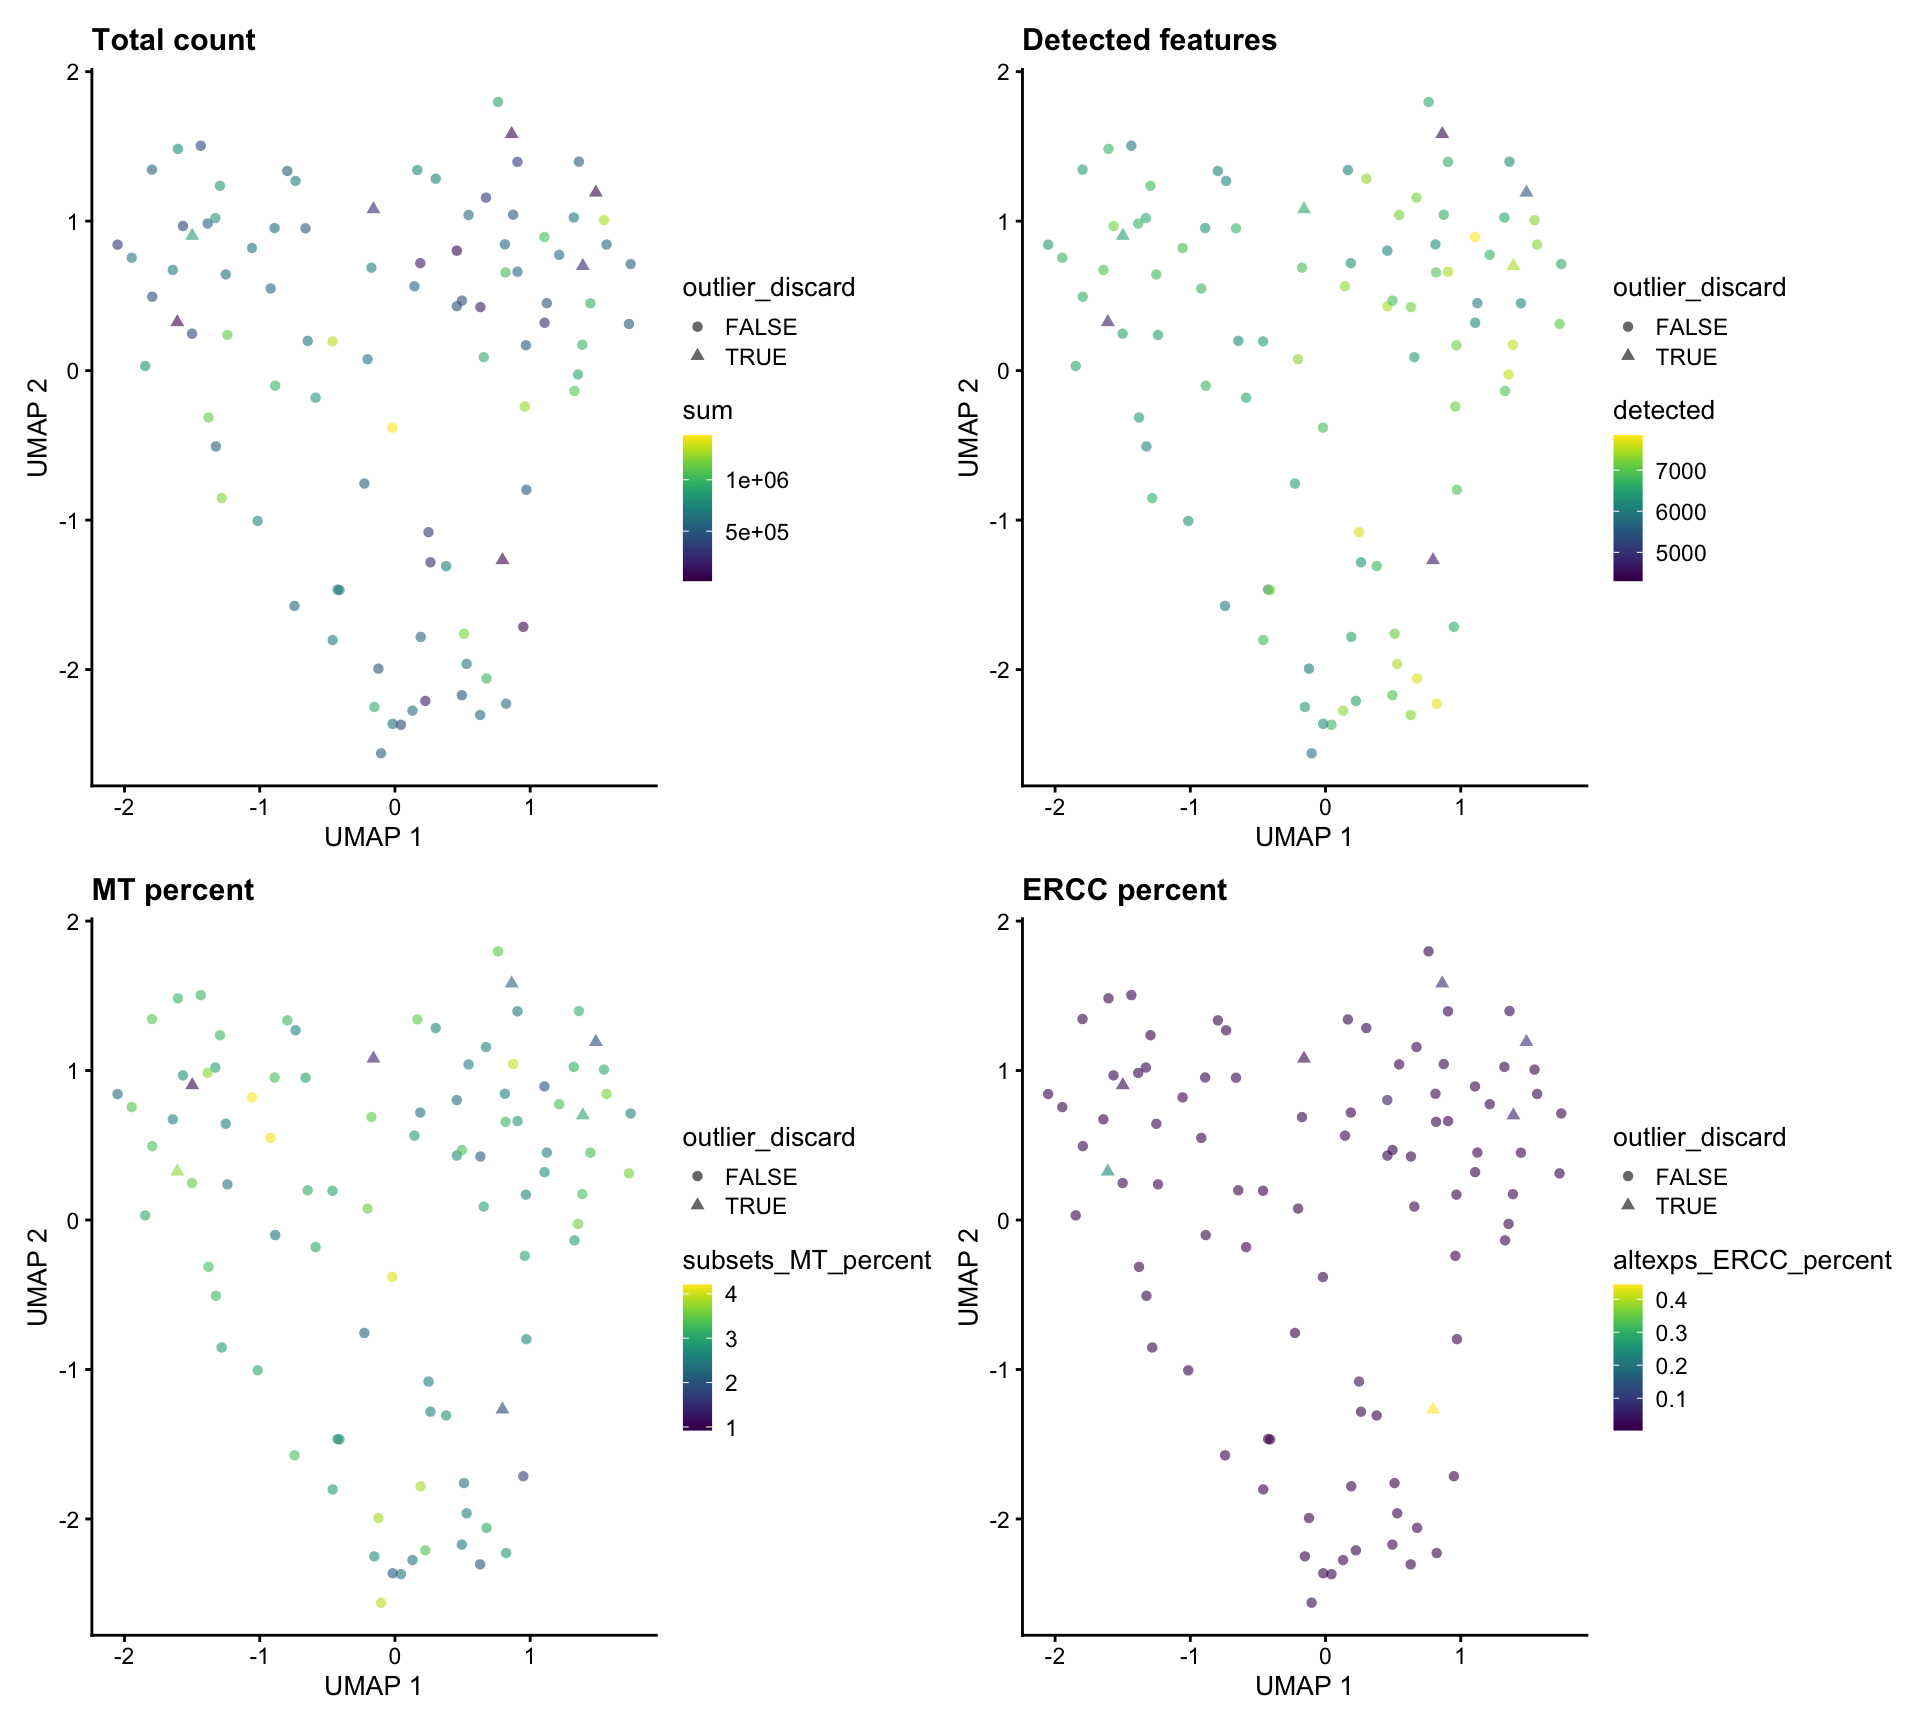 Total count
2
1
0
-1
-2
UMAP 2
-2
-1
0
1
UMAP 1
outlier_discard
FALSE
TRUE
sum
1e+06
5e+05
Detected features
2
1
0
-1
-2
UMAP 2
-2
-1
0
1
UMAP 1
outlier_discard
FALSE
TRUE
detected
7000
6000
5000
MT percent
2
1
0
-1
-2
UMAP 2
-2
-1
0
1
UMAP 1
outlier_discard
FALSE
TRUE
subsets_MT_percent
4
3
2
1
ERCC percent
2
1
0
-1
-2
UMAP 2
-2
-1
0
1
UMAP 1
outlier_discard
FALSE
TRUE
altexps_ERCC_percent
0.4
0.3
0.2
0.1